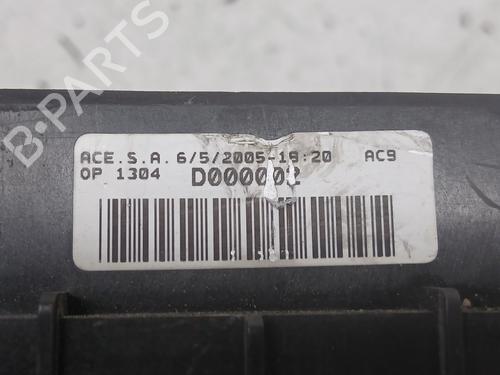 B-PARTS
ACE.S.A. 6/5/2005-18:20 AC9
OP 1304 D000002